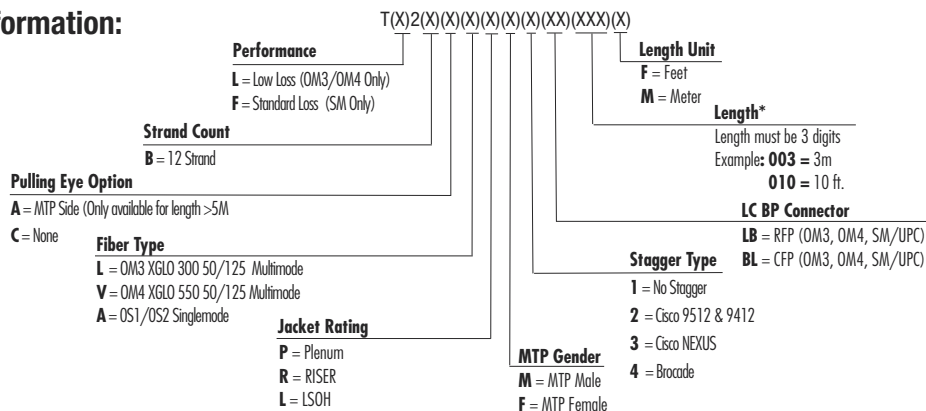 formation:
T(X)2(X)(X)(X)(X)(X)(X)(XX)(XXX)(X)
Performance
L = Low Loss (OM3/OM4 Only)
F = Standard Loss (SM Only)
Strand Count
B = 12 Strand
Pulling Eye Option
A = MTP Side (Only available for length >5M
C = None
Fiber Type
L = OM3 XGLO 300 50/125 Multimode
V = OM4 XGLO 550 50/125 Multimode
A = OS1/OS2 Singlemode
Jacket Rating
P = Plenum
R = RISER
L = LSOH
MTP Gender
M = MTP Male
F = MTP Female
Stagger Type
1 = No Stagger
2 = Cisco 9512 & 9412
3 = Cisco NEXUS
4 = Brocade
LC BP Connector
LB = RFP (OM3, OM4, SM/UPC)
BL = CFP (OM3, OM4, SM/UPC)
Length*
Length must be 3 digits
Example: 003 = 3m
010 = 10 ft.
Length Unit
F = Feet
M = Meter